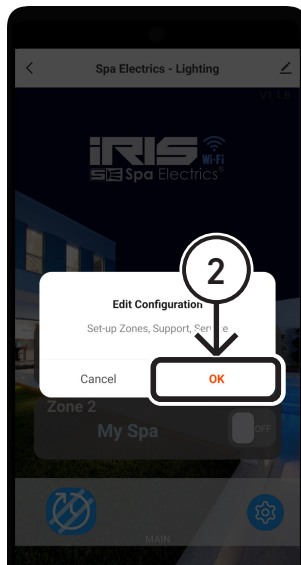 Spa Electrics - Lighting
V1.1.8
iRIS Wi-Fi
SE Spa Electrics®
2
Edit Configuration
Set-up Zones, Support, Ser e
Cancel
OK
Zone 2
My Spa
OFF
MAIN